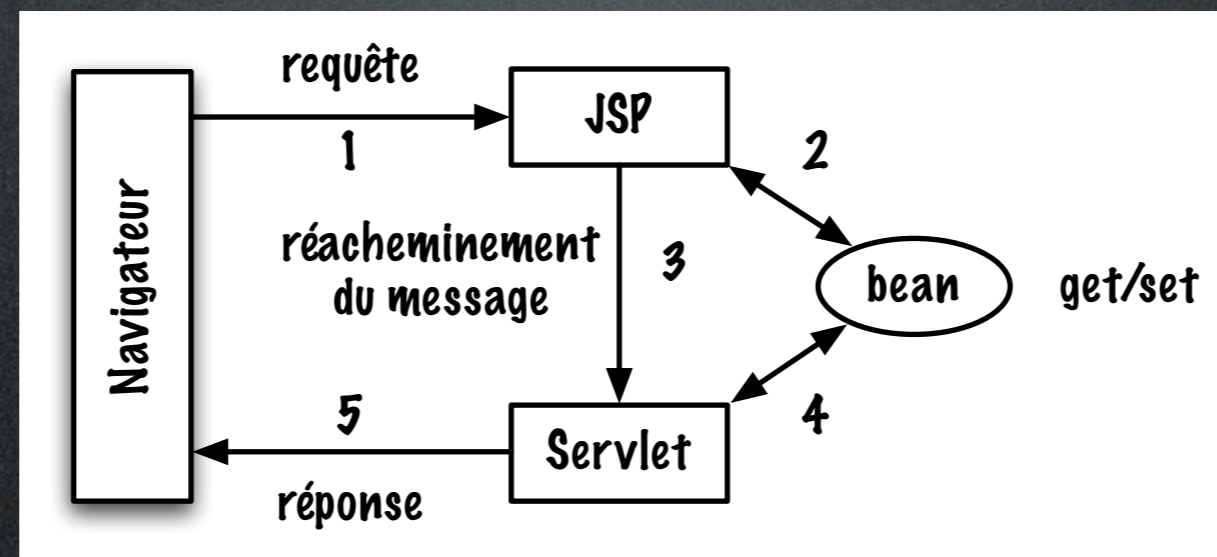 requête
1
JSP
2
Navigateur
réacheminement
du message
3
bean
get/set
5
Servlet
4
réponse